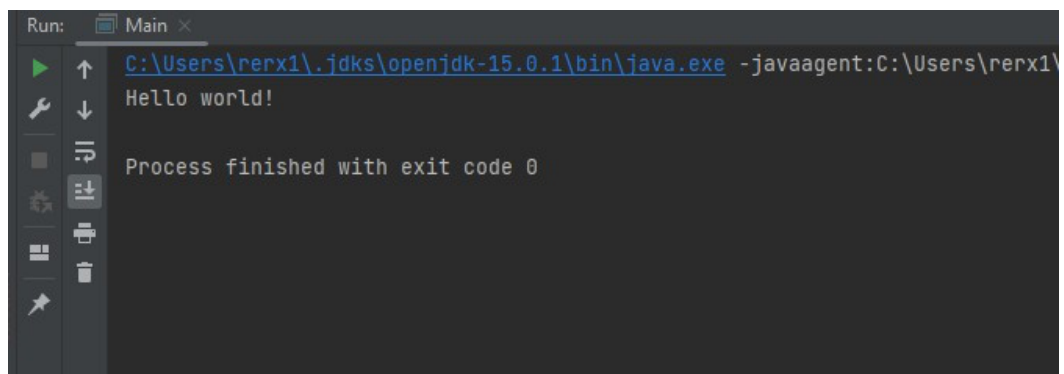 Run: Main
C:\Users\rerx1\.jdks\openjdk-15.0.1\bin\java.exe -javaagent:C:\Users\rerx1\
Hello world!
Process finished with exit code 0